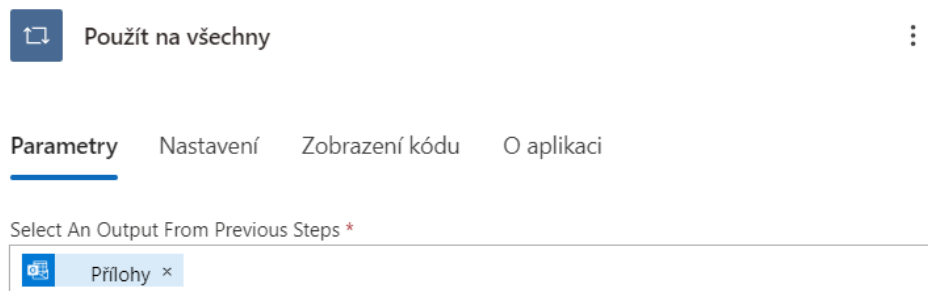 Použít na všechny
Parametry Nastavení Zobrazení kódu O aplikaci
Select An Output From Previous Steps *
Přílohy ×